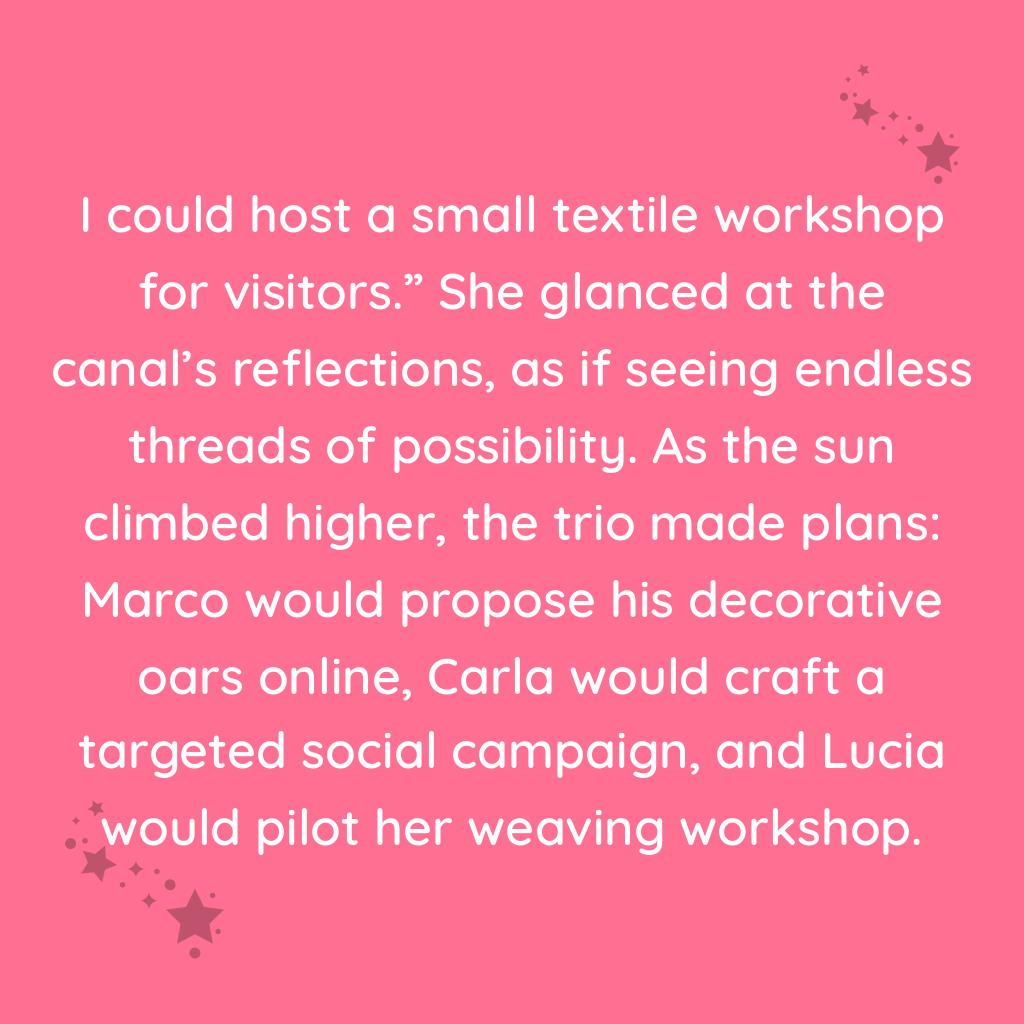 I could host a small textile workshop
for visitors.” She glanced at the
canal’s reflections, as if seeing endless
threads of possibility. As the sun
climbed higher, the trio made plans:
Marco would propose his decorative
oars online, Carla would craft a
targeted social campaign, and Lucia
would pilot her weaving workshop.